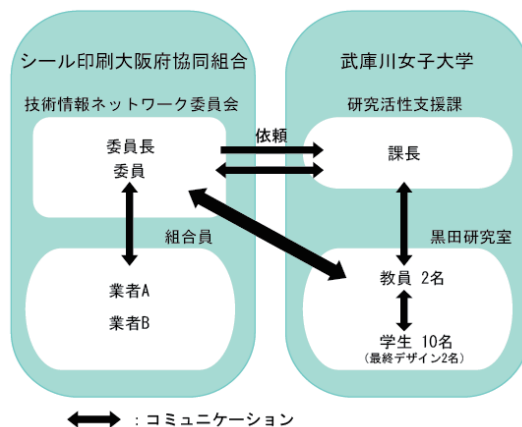 シール印刷大阪府協同組合
技術情報ネットワーク委員会
委員長
委員
組合員
業者A
業者B
依頼
武庫川女子大学
研究活性支援課
課長
黒田研究室
教員 2名
学生 10名
(最終デザイン2名)
：コミュニケーション